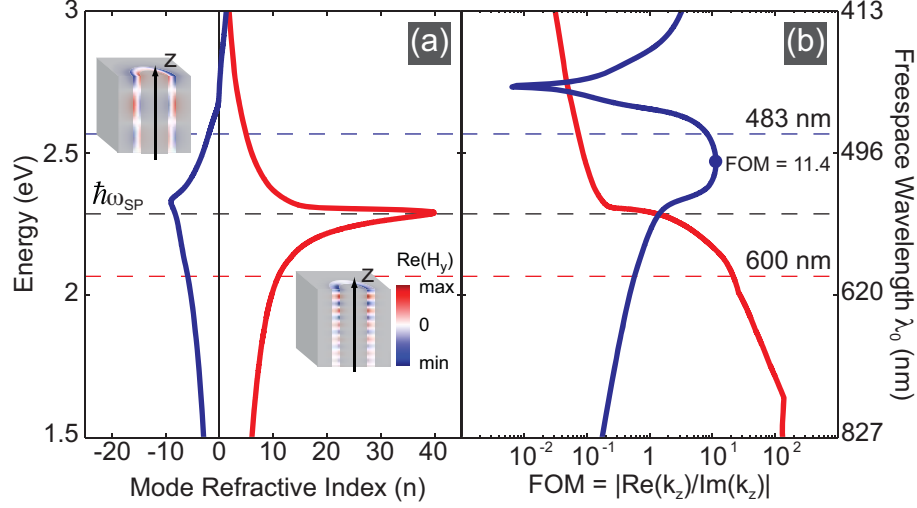 (a)
(b)
3
2.5
2
1.5
Energy (eV)
ħω_SP
z
z
Re(H_y)
max
0
min
-20 -10 0 10 20 30 40
Mode Refractive Index (n)
483 nm
FOM = 11.4
600 nm
10^-2 10^-1 1 10^1 10^2
FOM = |Re(k_z)/Im(k_z)|
413
496
620
827
Freespace Wavelength λ_0 (nm)